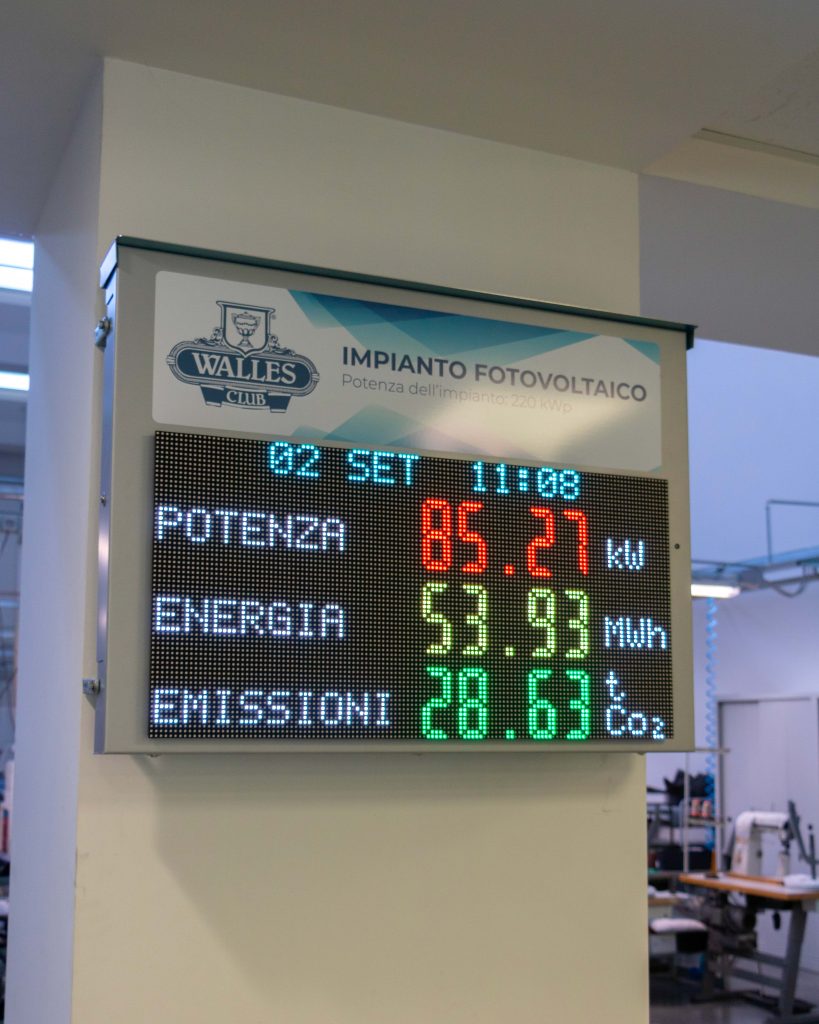 WALLES
CLUB
IMPIANTO FOTOVOLTAICO
Potenza dell'impianto: 220 kWp
02 SET 11:08
POTENZA 85.27 kW
ENERGIA 53.93 MWh
EMISSIONI 28.63 t Co₂